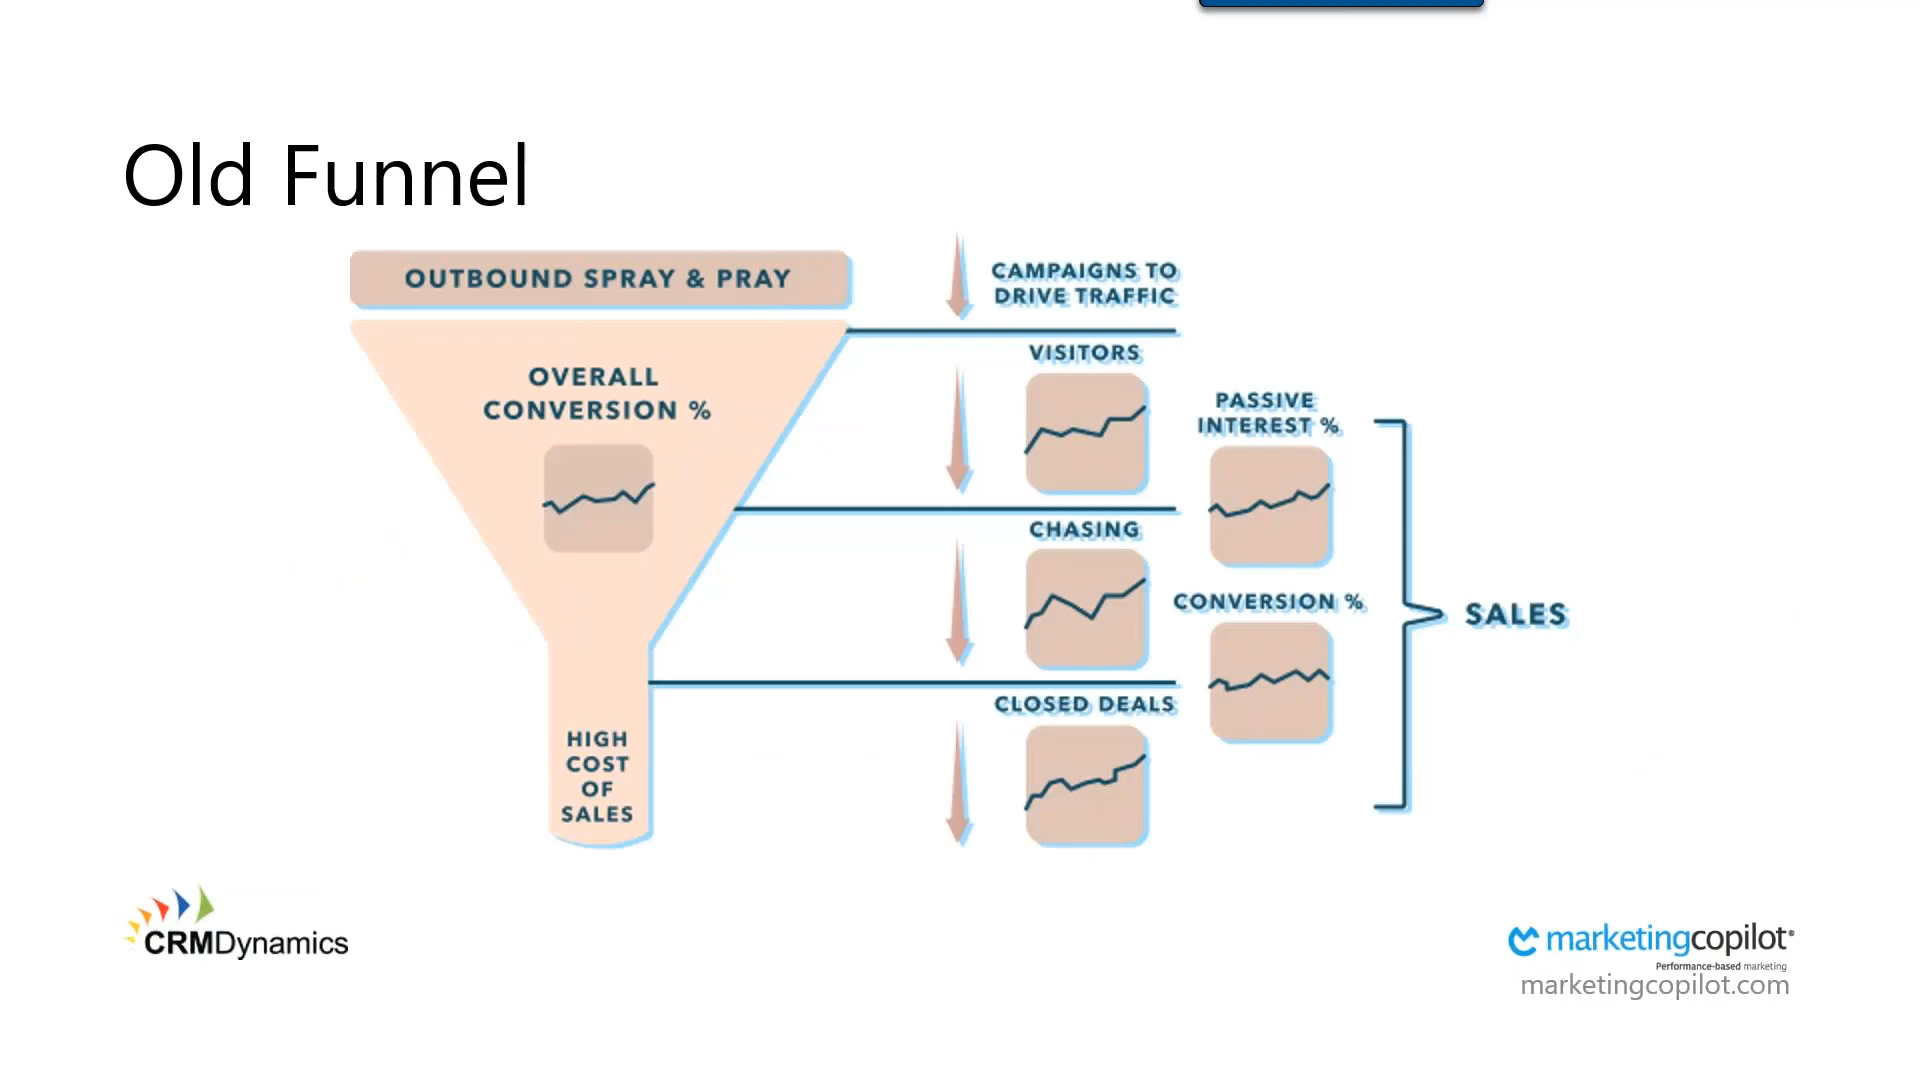 Old Funnel
OUTBOUND SPRAY & PRAY
OVERALL
CONVERSION %
HIGH
COST
OF
SALES
CAMPAIGNS TO
DRIVE TRAFFIC
VISITORS
CHASING
CLOSED DEALS
PASSIVE
INTEREST %
CONVERSION %
SALES
CRMDynamics
marketingcopilot®
Performance-based marketing
marketingcopilot.com